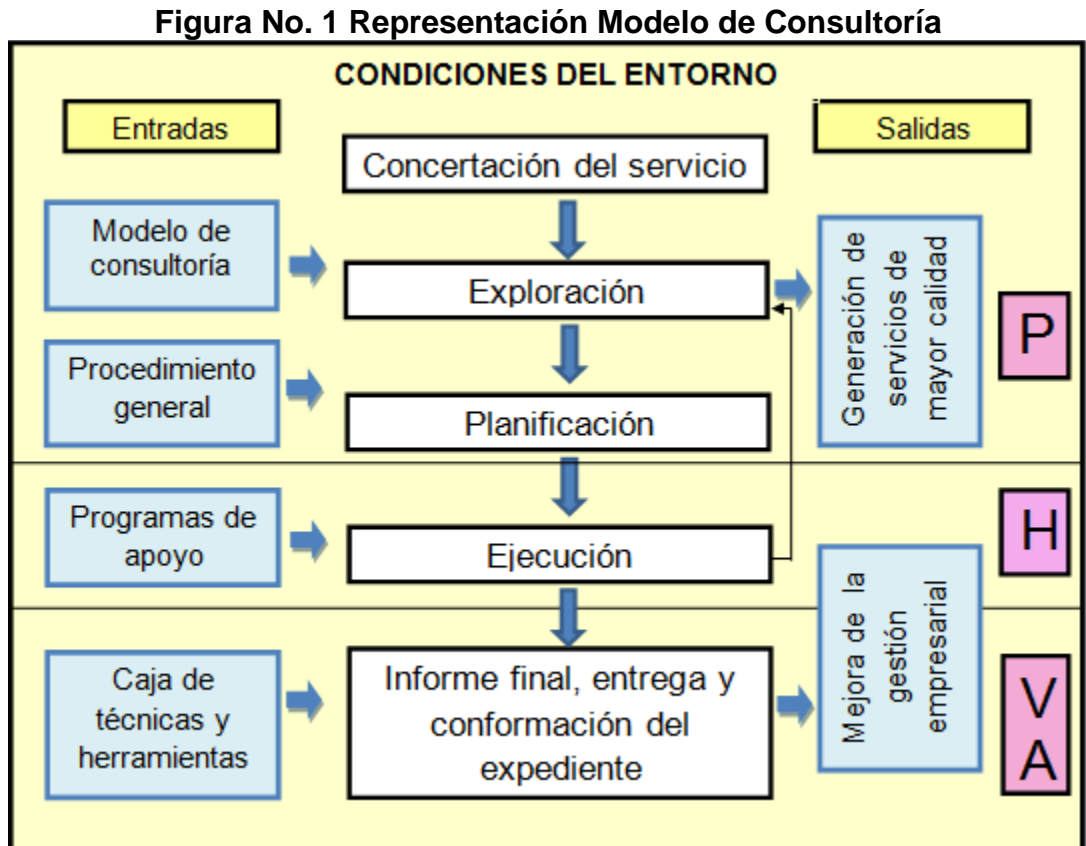 Figura No. 1 Representación Modelo de Consultoría
CONDICIONES DEL ENTORNO
Entradas
Salidas
Concertación del servicio
Modelo de
consultoría
Exploración
Generación de
servicios de
mayor calidad
P
Procedimiento
general
Planificación
Programas de
apoyo
Ejecución
H
Caja de
técnicas y
herramientas
Informe final, entrega y
conformación del
expediente
Mejora de la
gestión
empresarial
V
A